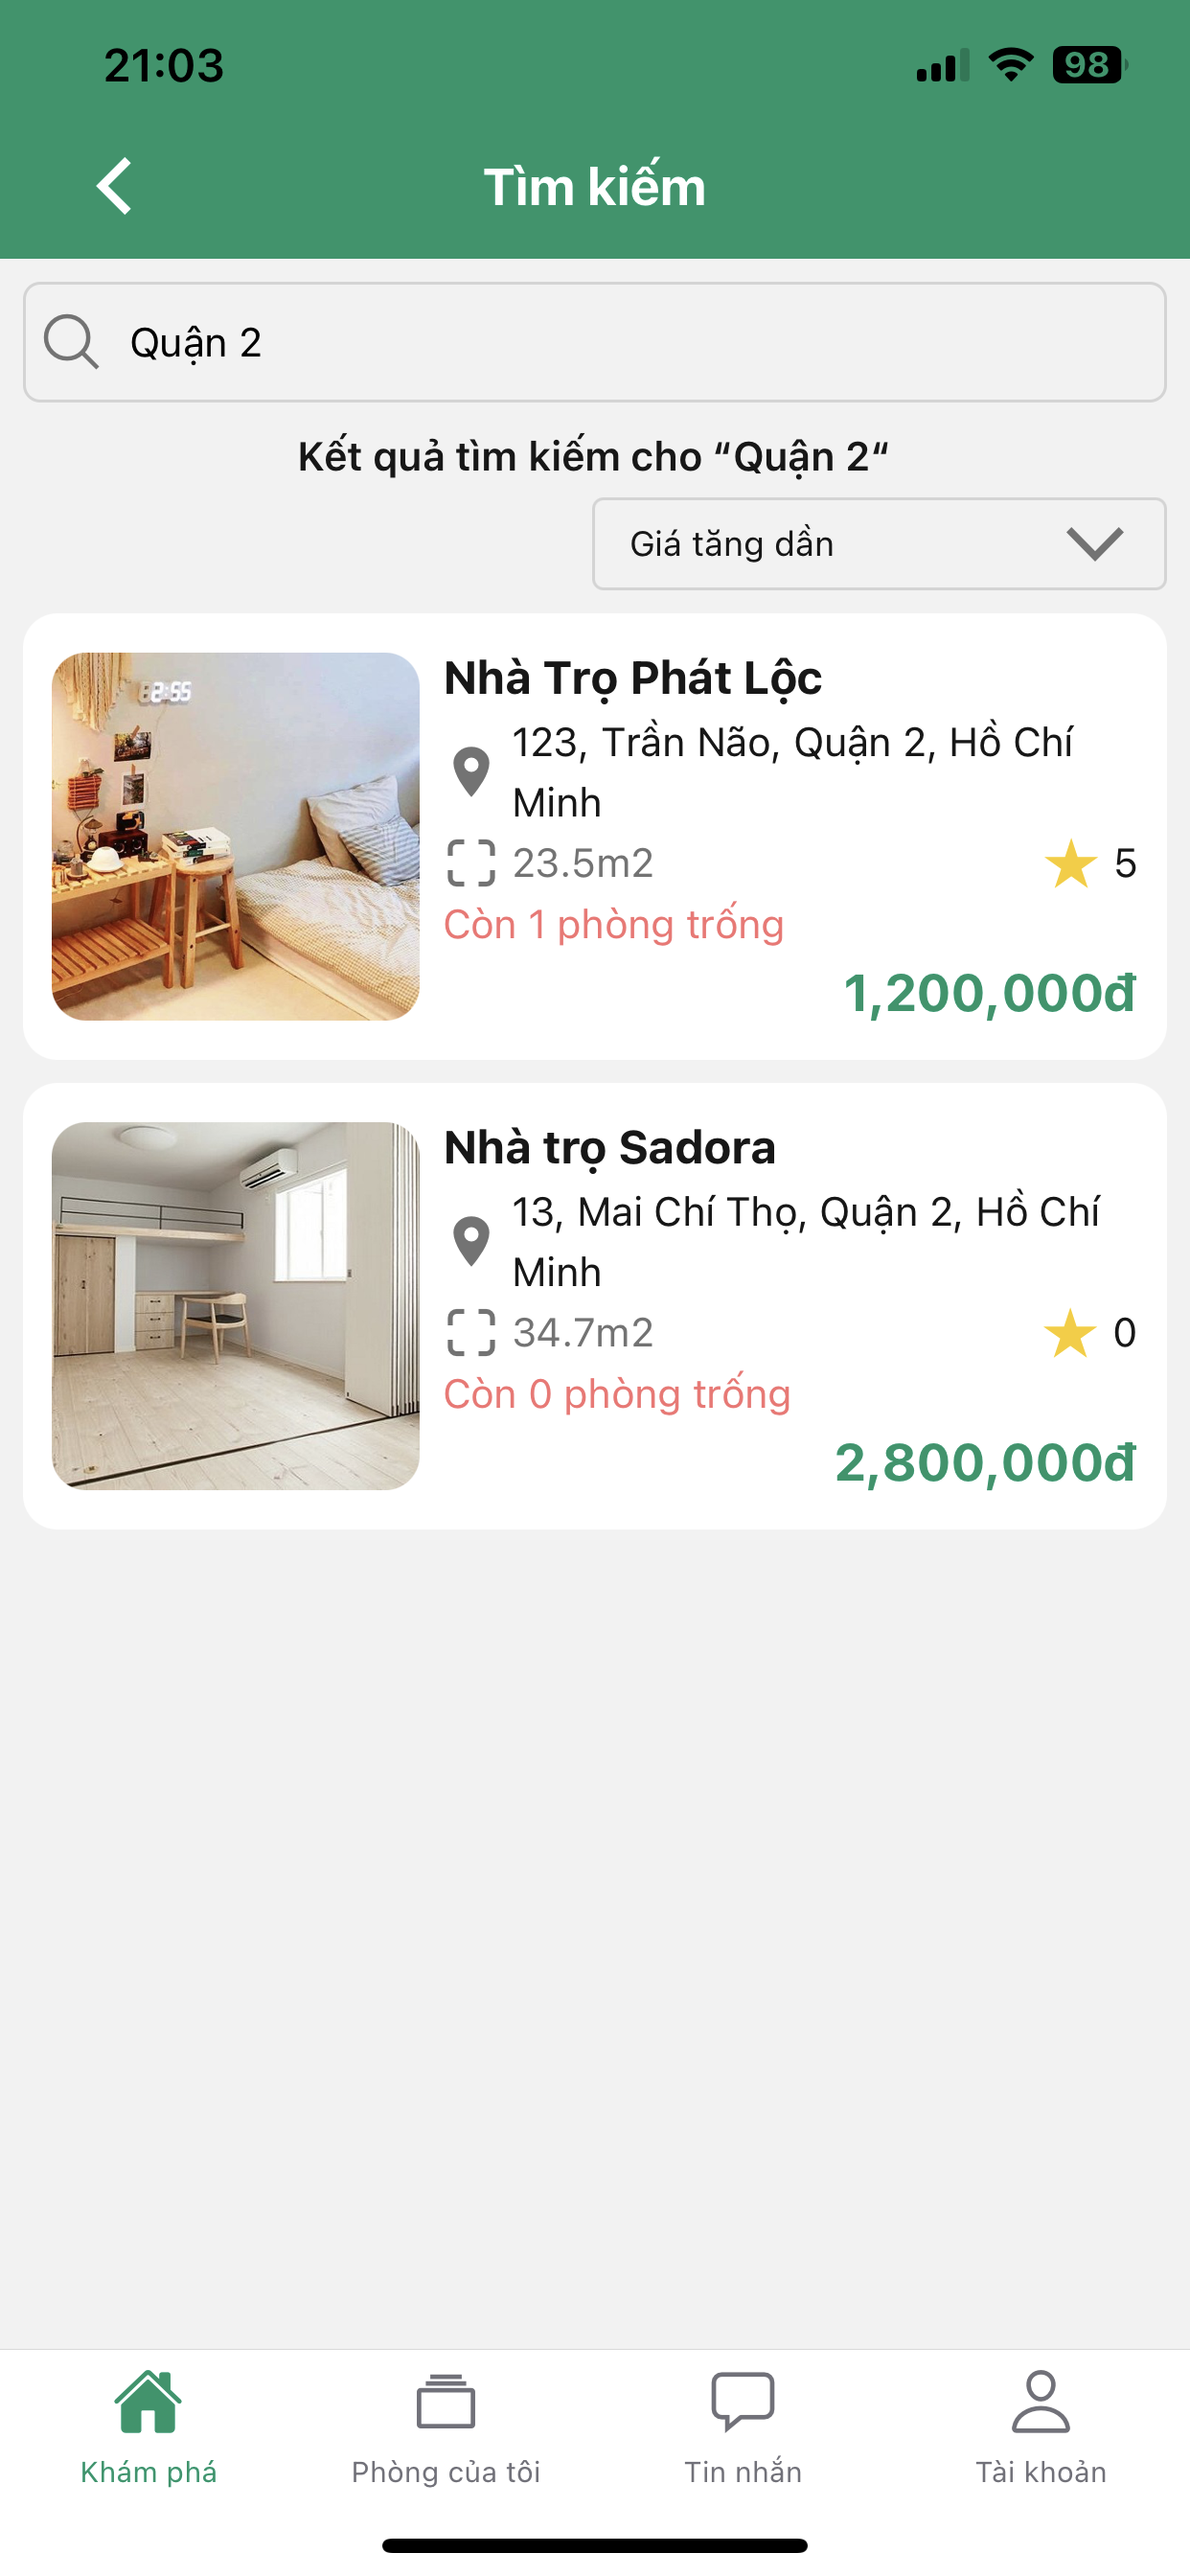 21:03
98
Tìm kiếm
Quận 2
Kết quả tìm kiếm cho “Quận 2“
Giá tăng dần
2:55
Nhà Trọ Phát Lộc
123, Trần Não, Quận 2, Hồ Chí
Minh
23.5m2
5
Còn 1 phòng trống
1,200,000đ
Nhà trọ Sadora
13, Mai Chí Thọ, Quận 2, Hồ Chí
Minh
34.7m2
0
Còn 0 phòng trống
2,800,000đ
Khám phá
Phòng của tôi
Tin nhắn
Tài khoản